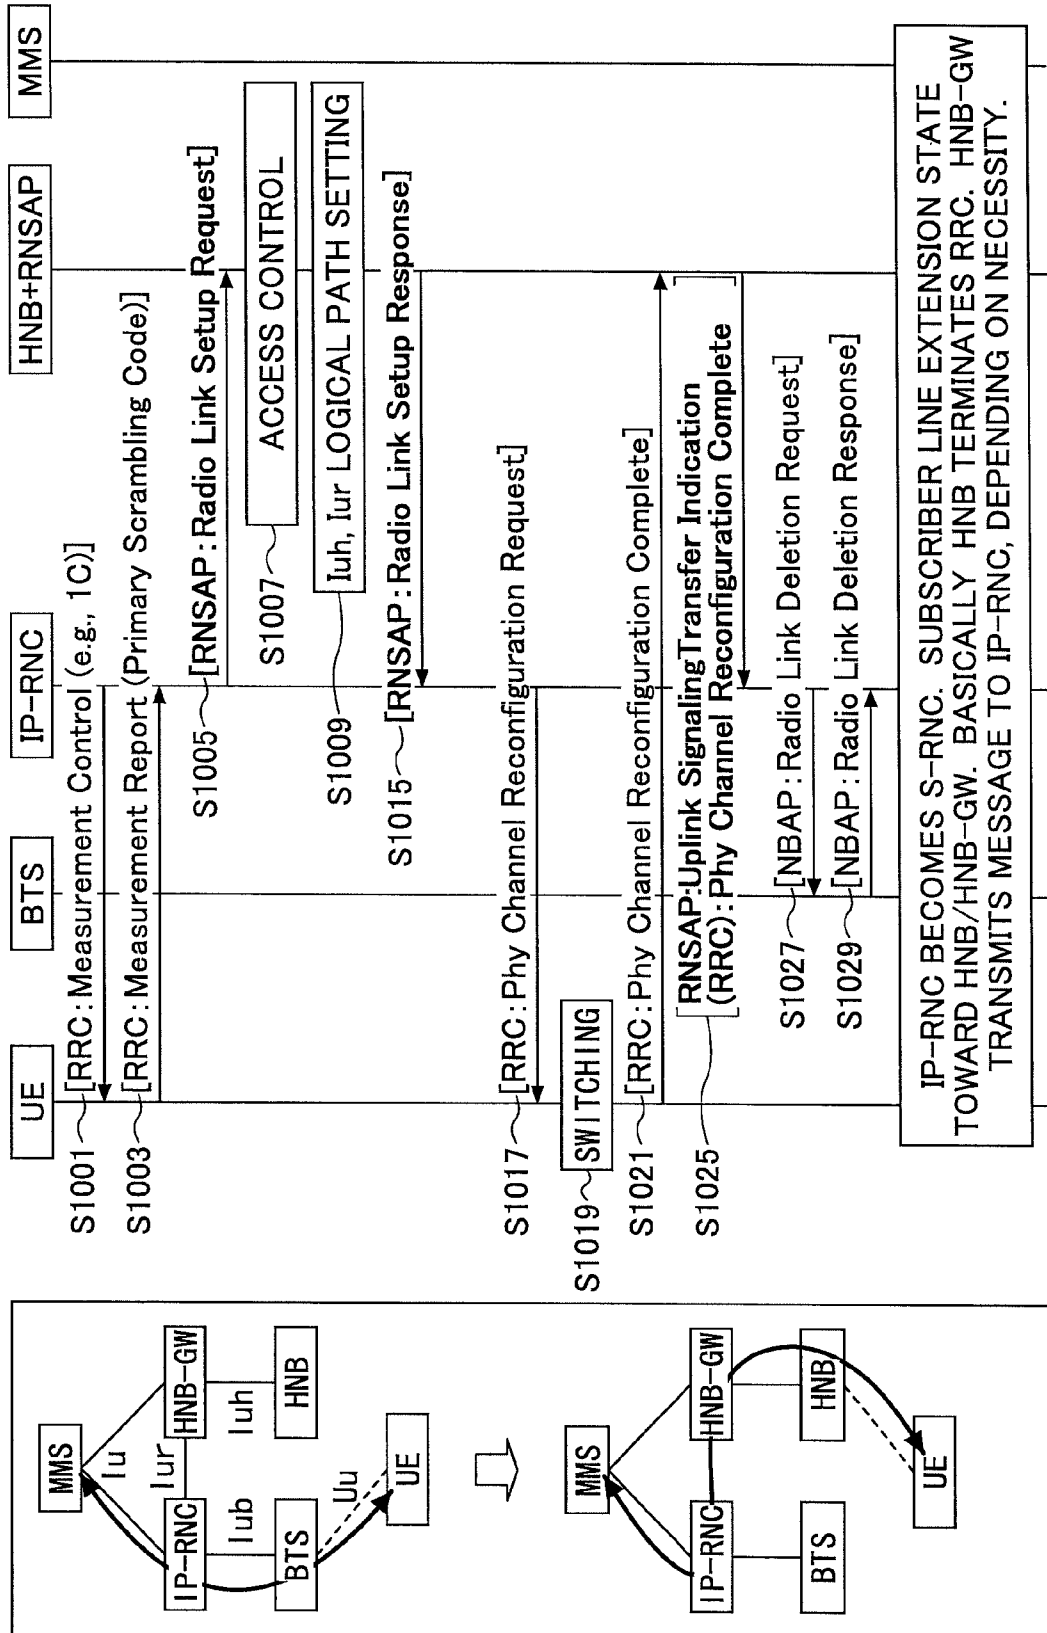 MMS
Iu
Iur
IP-RNC
HNB-GW
Iub
Iuh
BTS
HNB
Uu
UE
MMS
IP-RNC
HNB-GW
BTS
HNB
UE
UE
BTS
IP-RNC
HNB+RNSAP
MMS
S1001 [RRC:Measurement Control (e.g., 1C)]
S1003 [RRC:Measurement Report (Primary Scrambling Code)]
S1005 [RNSAP:Radio Link Setup Request]
S1007 ACCESS CONTROL
S1009 Iuh, Iur LOGICAL PATH SETTING
S1015 [RNSAP:Radio Link Setup Response]
S1017 [RRC:Phy Channel Reconfiguration Request]
S1019 SWITCHING
S1021 [RRC:Phy Channel Reconfiguration Complete]
S1025 [RNSAP:Uplink SignalingTransfer Indication
(RRC):Phy Channel Reconfiguration Complete]
S1027 [NBAP:Radio Link Deletion Request]
S1029 [NBAP:Radio Link Deletion Response]
IP-RNC BECOMES S-RNC. SUBSCRIBER LINE EXTENSION STATE
TOWARD HNB/HNB-GW. BASICALLY HNB TERMINATES RRC. HNB-GW
TRANSMITS MESSAGE TO IP-RNC, DEPENDING ON NECESSITY.